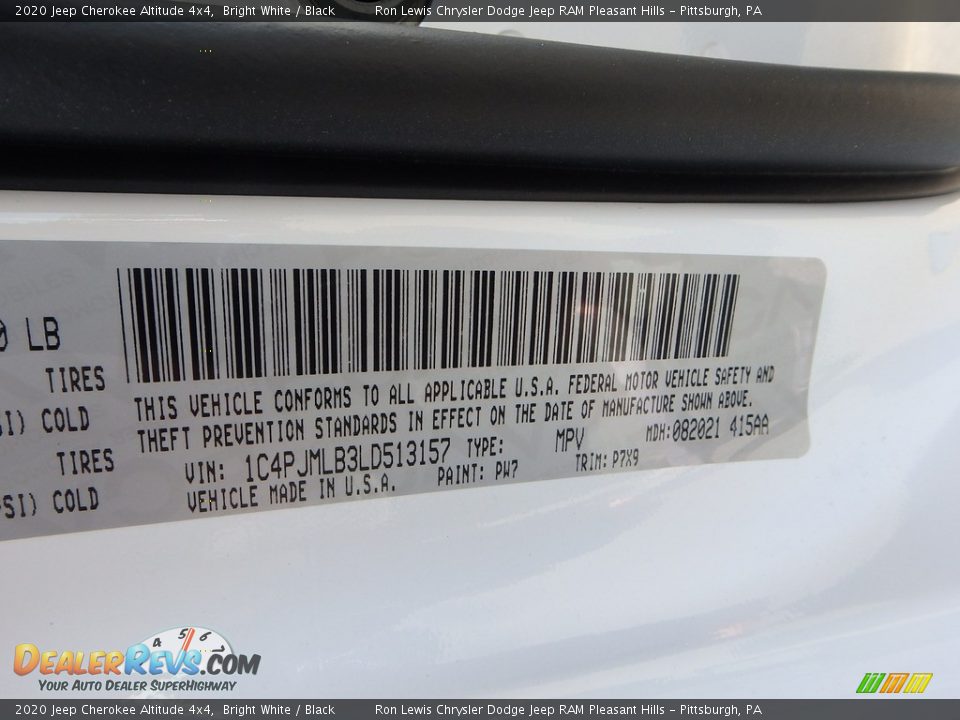 2020 Jeep Cherokee Altitude 4x4, Bright White / Black Ron Lewis Chrysler Dodge Jeep RAM Pleasant Hills - Pittsburgh, PA
LB
TIRES
COLD
TIRES
COLD
THIS VEHICLE CONFORMS TO ALL APPLICABLE U.S.A. FEDERAL MOTOR VEHICLE SAFETY AND
THEFT PREVENTION STANDARDS IN EFFECT ON THE DATE OF MANUFACTURE SHOWN ABOVE.
VIN: 1C4PJMLB3LD513157 TYPE: MPV MDH:082021 415AA
VEHICLE MADE IN U.S.A. PAINT: PW7 TRIM: P7X9
4 5 6 7
DEALERREVS.COM
YOUR AUTO DEALER SUPERHIGHWAY
2020 Jeep Cherokee Altitude 4x4, Bright White / Black Ron Lewis Chrysler Dodge Jeep RAM Pleasant Hills - Pittsburgh, PA